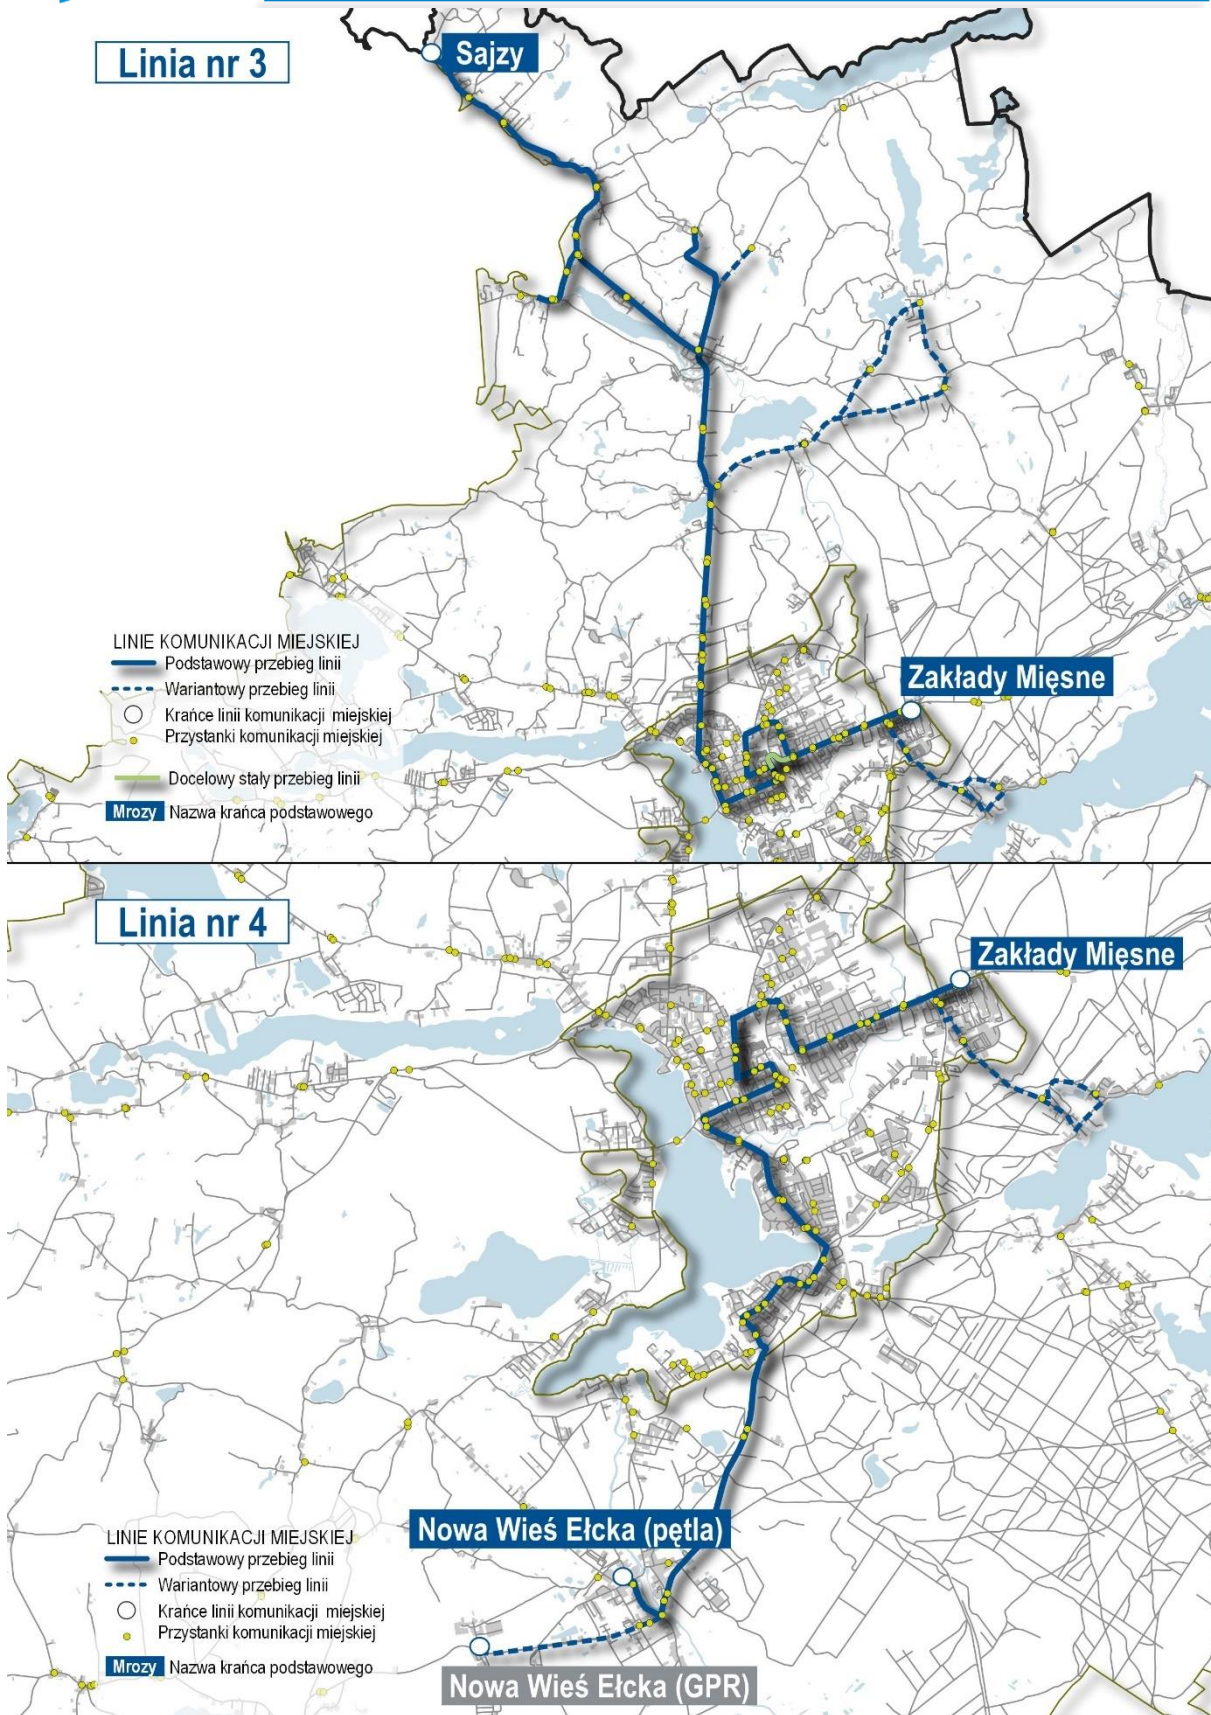 Linia nr 3
Sajzy
Zakłady Mięsne
LINIE KOMUNIKACJI MIEJSKIEJ
Podstawowy przebieg linii
Wariantowy przebieg linii
Krańce linii komunikacji miejskiej
Przystanki komunikacji miejskiej
Docelowy stały przebieg linii
Mrozy Nazwa krańca podstawowego
Linia nr 4
Zakłady Mięsne
Nowa Wieś Ełcka (pętla)
LINIE KOMUNIKACJI MIEJSKIEJ
Podstawowy przebieg linii
Wariantowy przebieg linii
Krańce linii komunikacji miejskiej
Przystanki komunikacji miejskiej
Mrozy Nazwa krańca podstawowego
Nowa Wieś Ełcka (GPR)